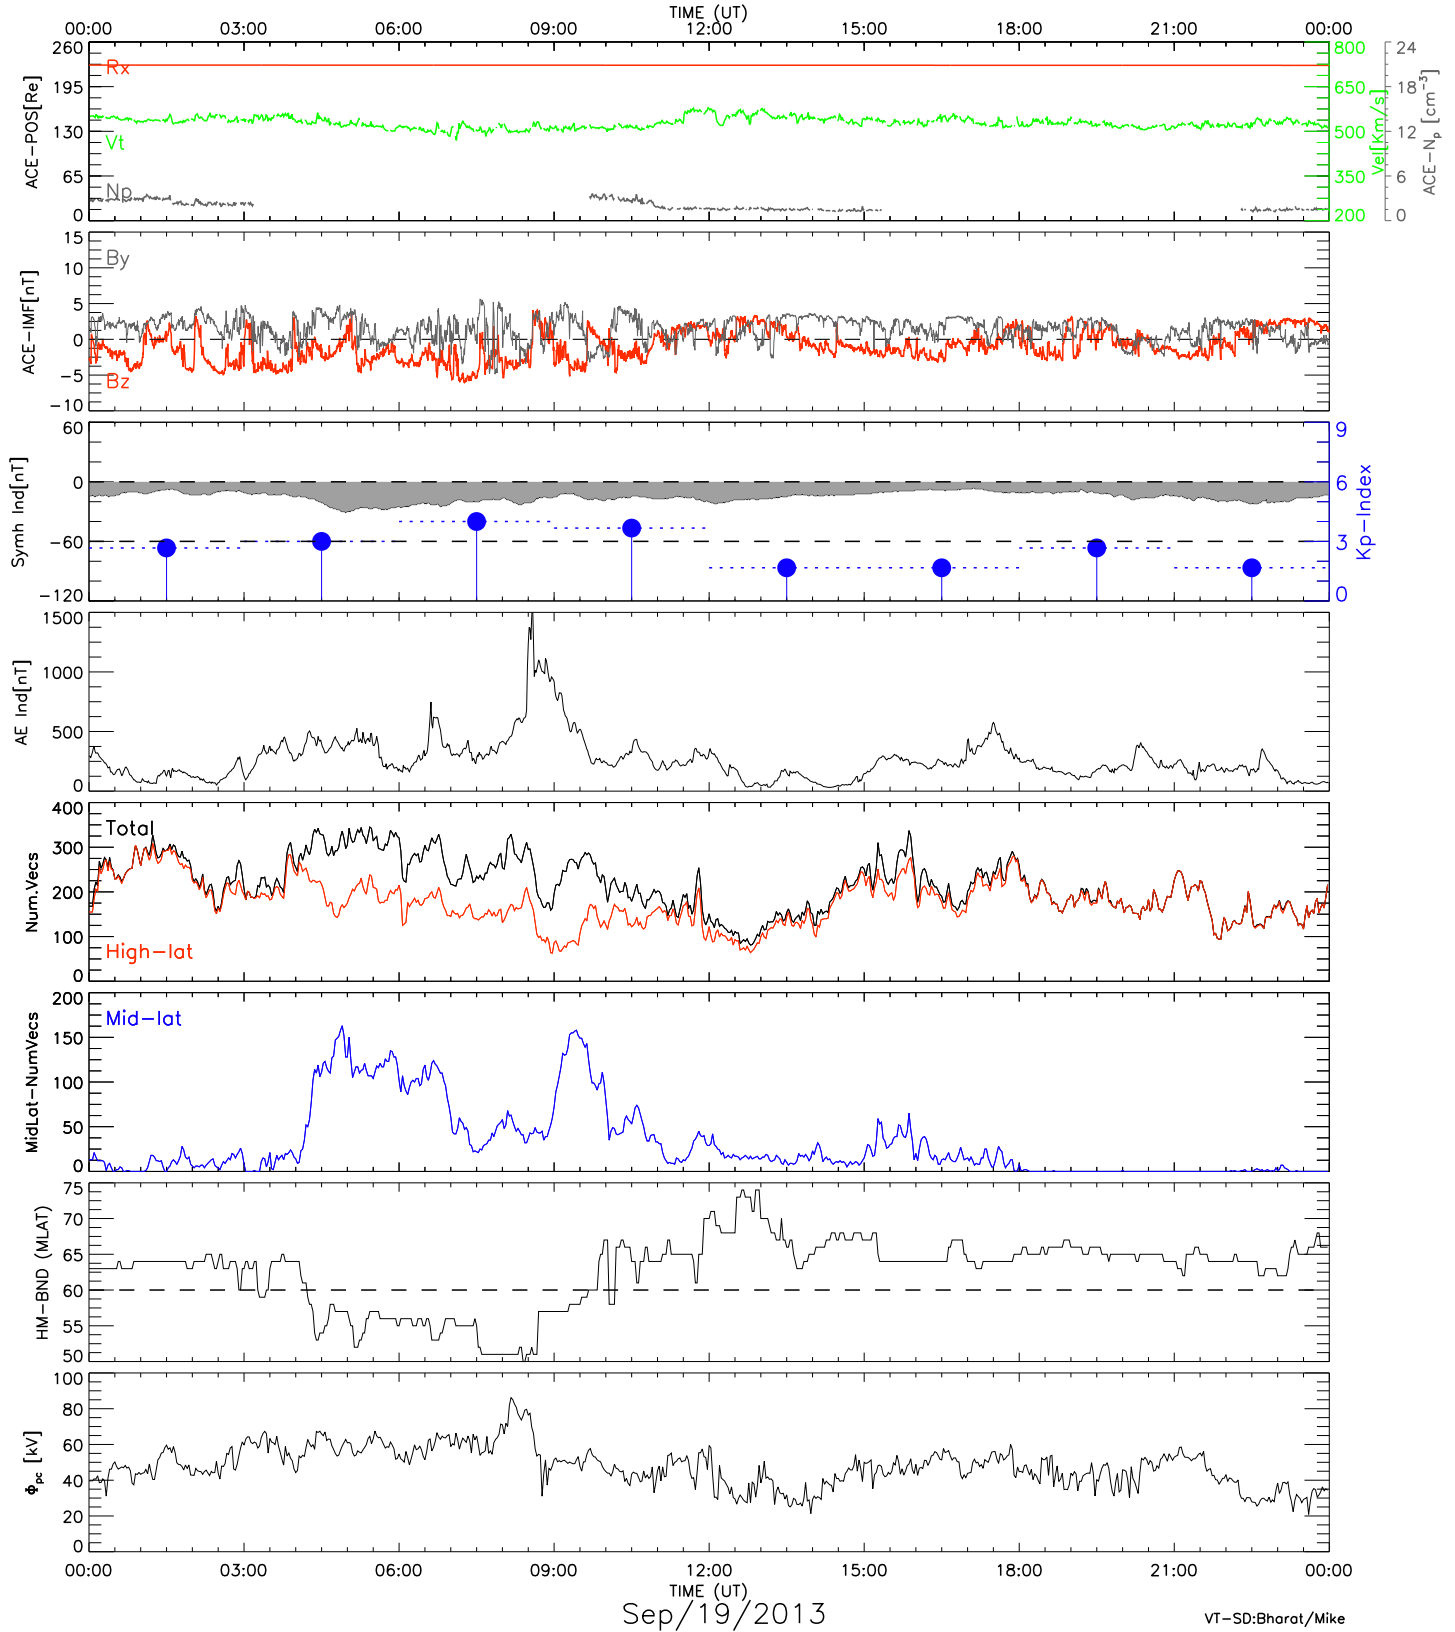 TIME (UT)
00:00 03:00 06:00 09:00 12:00 15:00 18:00 21:00 00:00
260 195 130 65 0
ACE-POS[Re]
Rx
Vt
Np
800 650 500 350 200
Vel[Km/s]
24 18 12 6 0
ACE-Np [cm-3]
15 10 5 0 -5 -10
ACE-IMF[nT]
By
Bz
60 0 -60 -120
Symh Ind[nT]
9 6 3 0
Kp-Index
1500 1000 500 0
AE Ind[nT]
400 300 200 100 0
Num.Vecs
Total
High-lat
200 150 100 50 0
MidLat-NumVecs
Mid-lat
75 70 65 60 55 50
HM-BND (MLAT)
100 80 60 40 20 0
Φpc [kV]
00:00 03:00 06:00 09:00 12:00 15:00 18:00 21:00 00:00
TIME (UT)
Sep/19/2013
VT-SD:Bharat/Mike